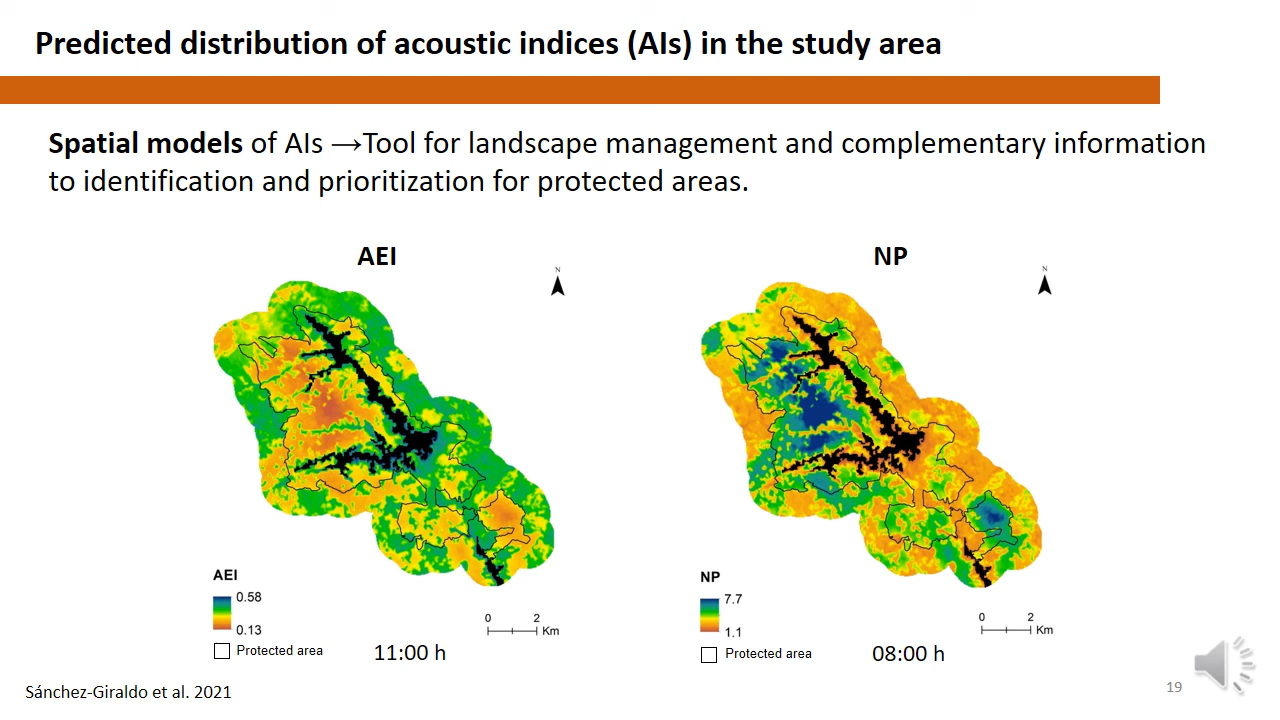 Predicted distribution of acoustic indices (AIs) in the study area
Spatial models of AIs →Tool for landscape management and complementary information
to identification and prioritization for protected areas.
AEI
N
AEI
0.58
0.13
Protected area
11:00 h
0 2
Km
NP
N
NP
7.7
1.1
Protected area
08:00 h
0 2
Km
Sánchez-Giraldo et al. 2021
19